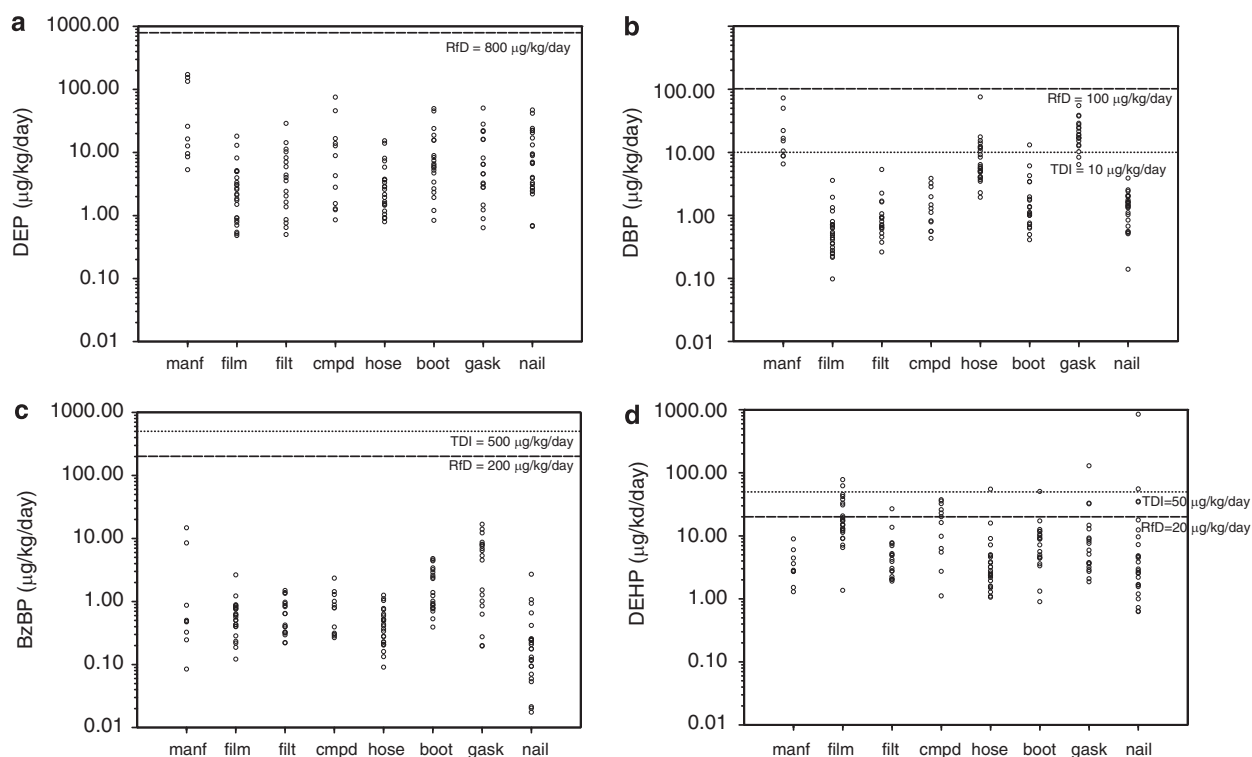 a
1000.00
RfD = 800 μg/kg/day
100.00
10.00
1.00
0.10
0.01
DEP (μg/kg/day)
manf film filt cmpd hose boot gask nail
b
100.00
RfD = 100 μg/kg/day
10.00
TDI = 10 μg/kg/day
1.00
0.10
0.01
DBP (μg/kg/day)
manf film filt cmpd hose boot gask nail
c
1000.00
TDI = 500 μg/kg/day
RfD = 200 μg/kg/day
100.00
10.00
1.00
0.10
0.01
BzBP (μg/kg/day)
manf film filt cmpd hose boot gask nail
d
1000.00
100.00
TDI=50 μg/kg/day
RfD=20 μg/kg/day
10.00
1.00
0.10
0.01
DEHP (μg/kd/day)
manf film filt cmpd hose boot gask nail